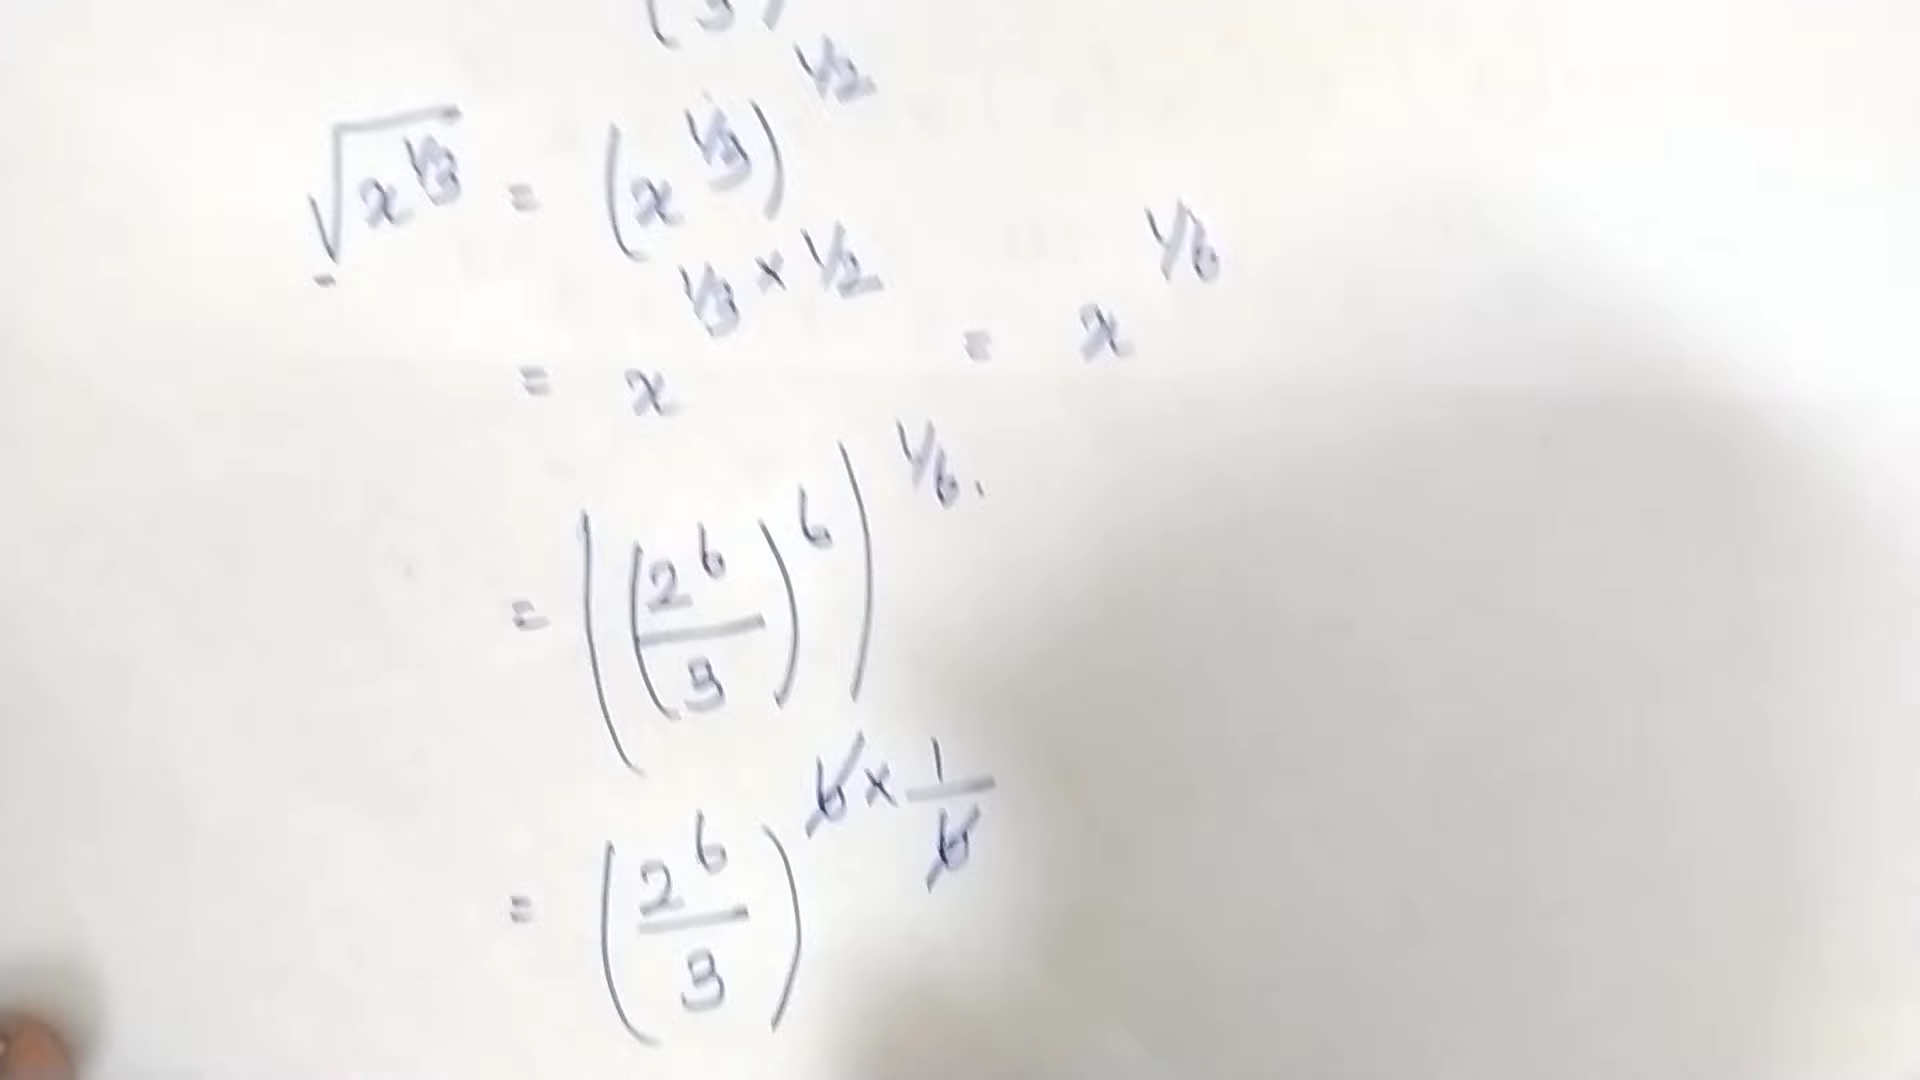 √x^1/3 = (x^1/3)^1/2
= x^1/3 × 1/2 = x^1/6
= ((2^6/3)^6)^1/6.
= (2^6/3)^6 × 1/6